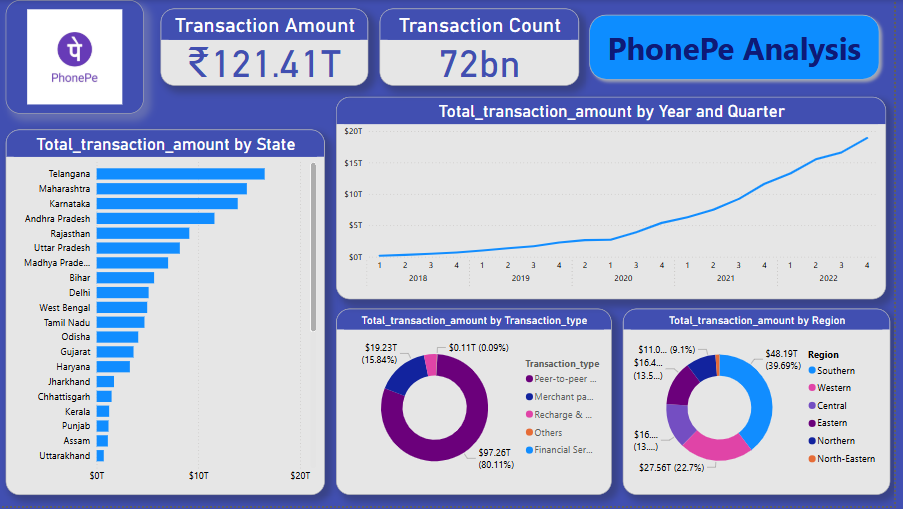 पे
PhonePe
Transaction Amount
₹121.41T
Transaction Count
72bn
PhonePe Analysis
Total_transaction_amount by State
Telangana
Maharashtra
Karnataka
Andhra Pradesh
Rajasthan
Uttar Pradesh
Madhya Prade...
Bihar
Delhi
West Bengal
Tamil Nadu
Odisha
Gujarat
Haryana
Jharkhand
Chhattisgarh
Kerala
Punjab
Assam
Uttarakhand
$0T $10T $20T
Total_transaction_amount by Year and Quarter
$20T
$15T
$10T
$5T
$0T
1 2 3 4 1 2 3 4 1 2 3 4 1 2 3 4 1 2 3 4
2018 2019 2020 2021 2022
Total_transaction_amount by Transaction_type
$19.23T
(15.84%)
$0.11T (0.09%)
$97.26T
(80.11%)
Transaction_type
Peer-to-peer ...
Merchant pa...
Recharge & ...
Others
Financial Ser...
Total_transaction_amount by Region
$11.0... (9.1%)
$16.4...
(13.5...)
$16....
(13....)
$27.56T (22.7%)
$48.19T
(39.69%)
Region
Southern
Western
Central
Eastern
Northern
North-Eastern